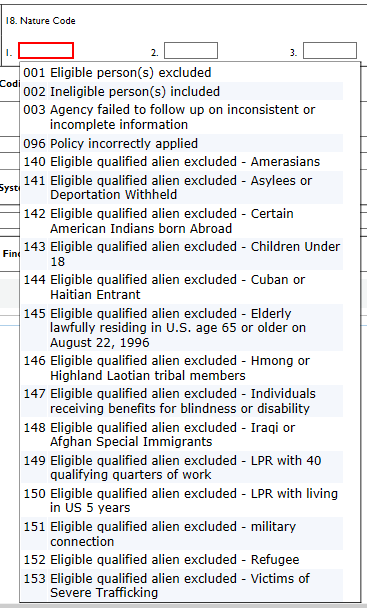 18. Nature Code
1.
2.
3.
001 Eligible person(s) excluded
002 Ineligible person(s) included
003 Agency failed to follow up on inconsistent or
incomplete information
096 Policy incorrectly applied
140 Eligible qualified alien excluded - Amerasians
141 Eligible qualified alien excluded - Asylees or
Deportation Withheld
142 Eligible qualified alien excluded - Certain
American Indians born Abroad
143 Eligible qualified alien excluded - Children Under
18
144 Eligible qualified alien excluded - Cuban or
Haitian Entrant
145 Eligible qualified alien excluded - Elderly
lawfully residing in U.S. age 65 or older on
August 22, 1996
146 Eligible qualified alien excluded - Hmong or
Highland Laotian tribal members
147 Eligible qualified alien excluded - Individuals
receiving benefits for blindness or disability
148 Eligible qualified alien excluded - Iraqi or
Afghan Special Immigrants
149 Eligible qualified alien excluded - LPR with 40
qualifying quarters of work
150 Eligible qualified alien excluded - LPR with living
in US 5 years
151 Eligible qualified alien excluded - military
connection
152 Eligible qualified alien excluded - Refugee
153 Eligible qualified alien excluded - Victims of
Severe Trafficking